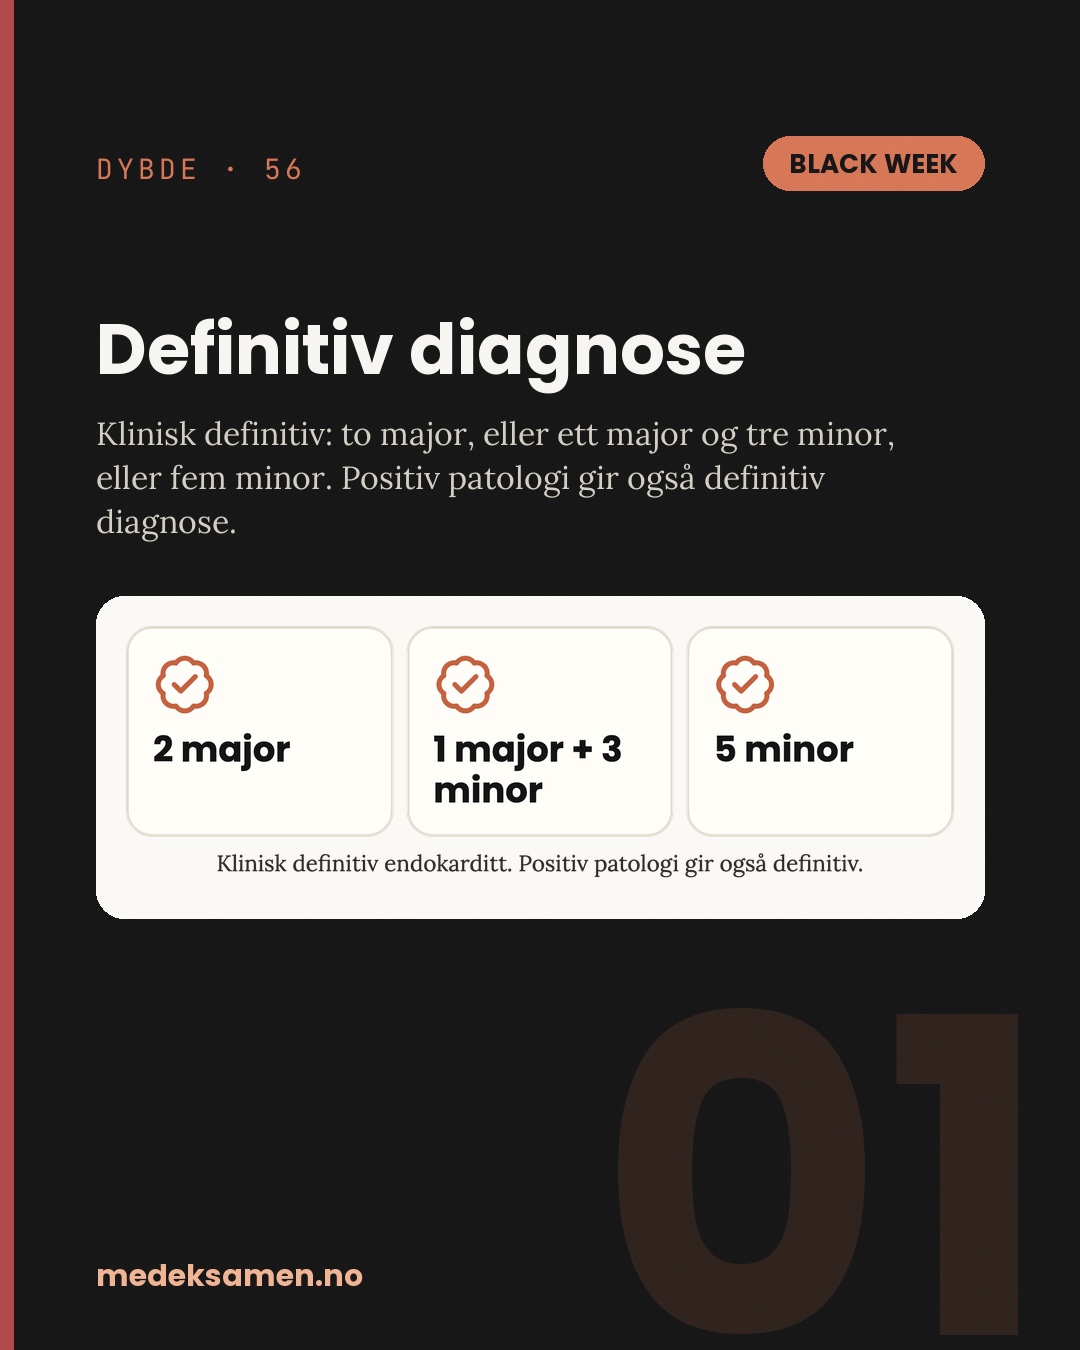 DYBDE · 56
BLACK WEEK
Definitiv diagnose
Klinisk definitiv: to major, eller ett major og tre minor,
eller fem minor. Positiv patologi gir også definitiv
diagnose.
2 major
1 major + 3
minor
5 minor
Klinisk definitiv endokarditt. Positiv patologi gir også definitiv.
01
medeksamen.no